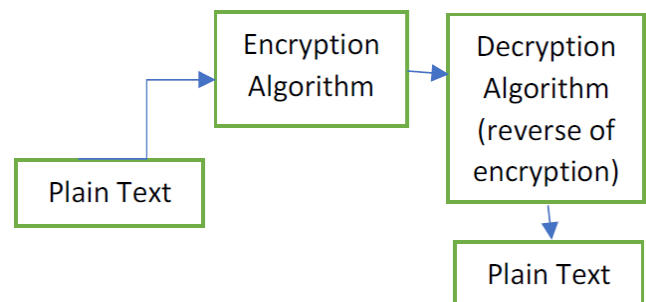 Encryption
Algorithm
Decryption
Algorithm
(reverse of
encryption)
Plain Text
Plain Text